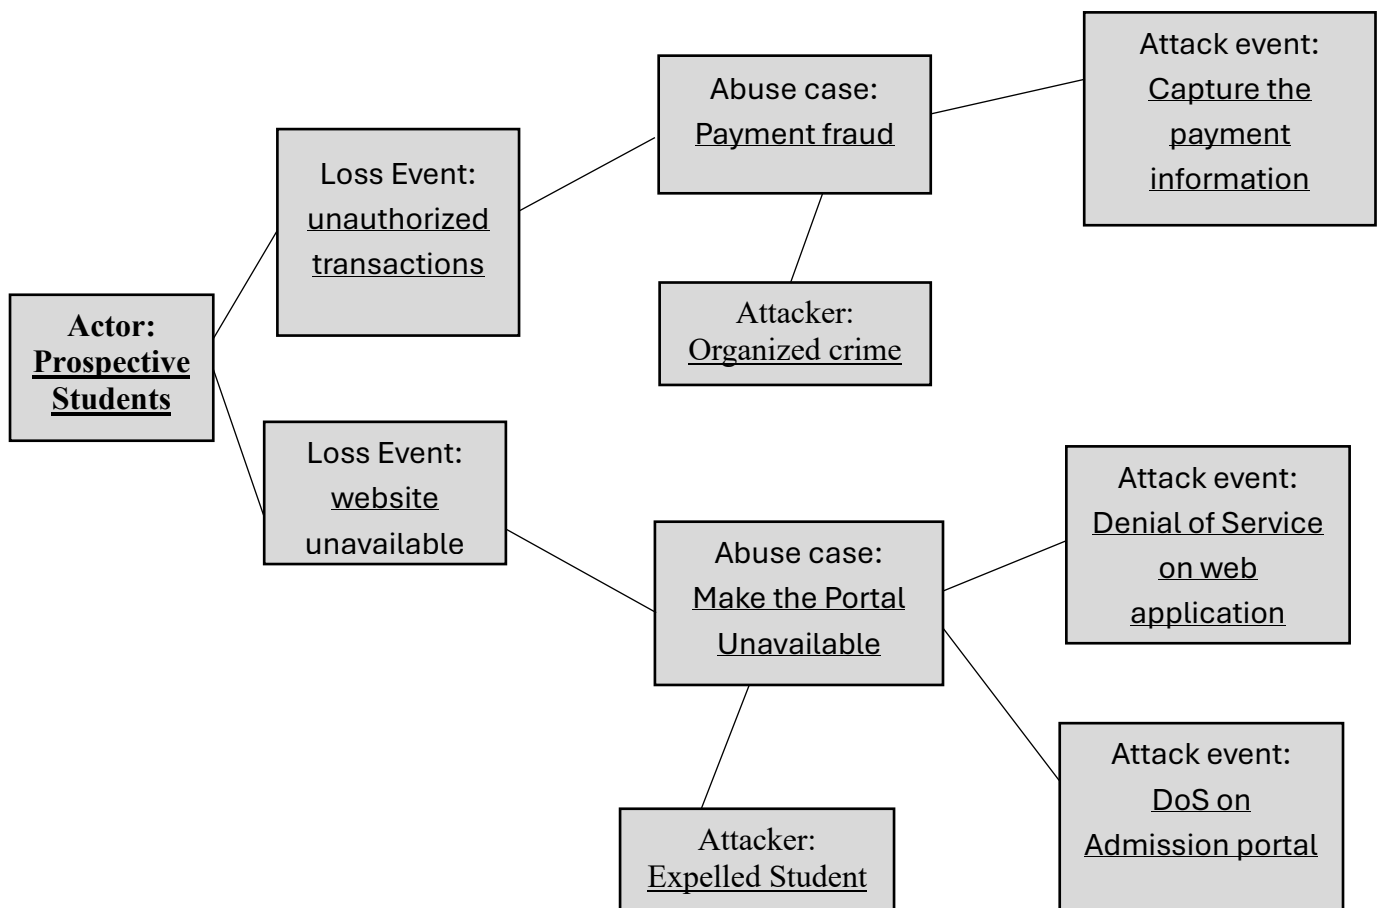 Attack event:
Capture the
payment
information
Abuse case:
Payment fraud
Loss Event:
unauthorized
transactions
Attacker:
Organized crime
Actor:
Prospective
Students
Loss Event:
website
unavailable
Attack event:
Denial of Service
on web
application
Abuse case:
Make the Portal
Unavailable
Attack event:
DoS on
Admission portal
Attacker:
Expelled Student